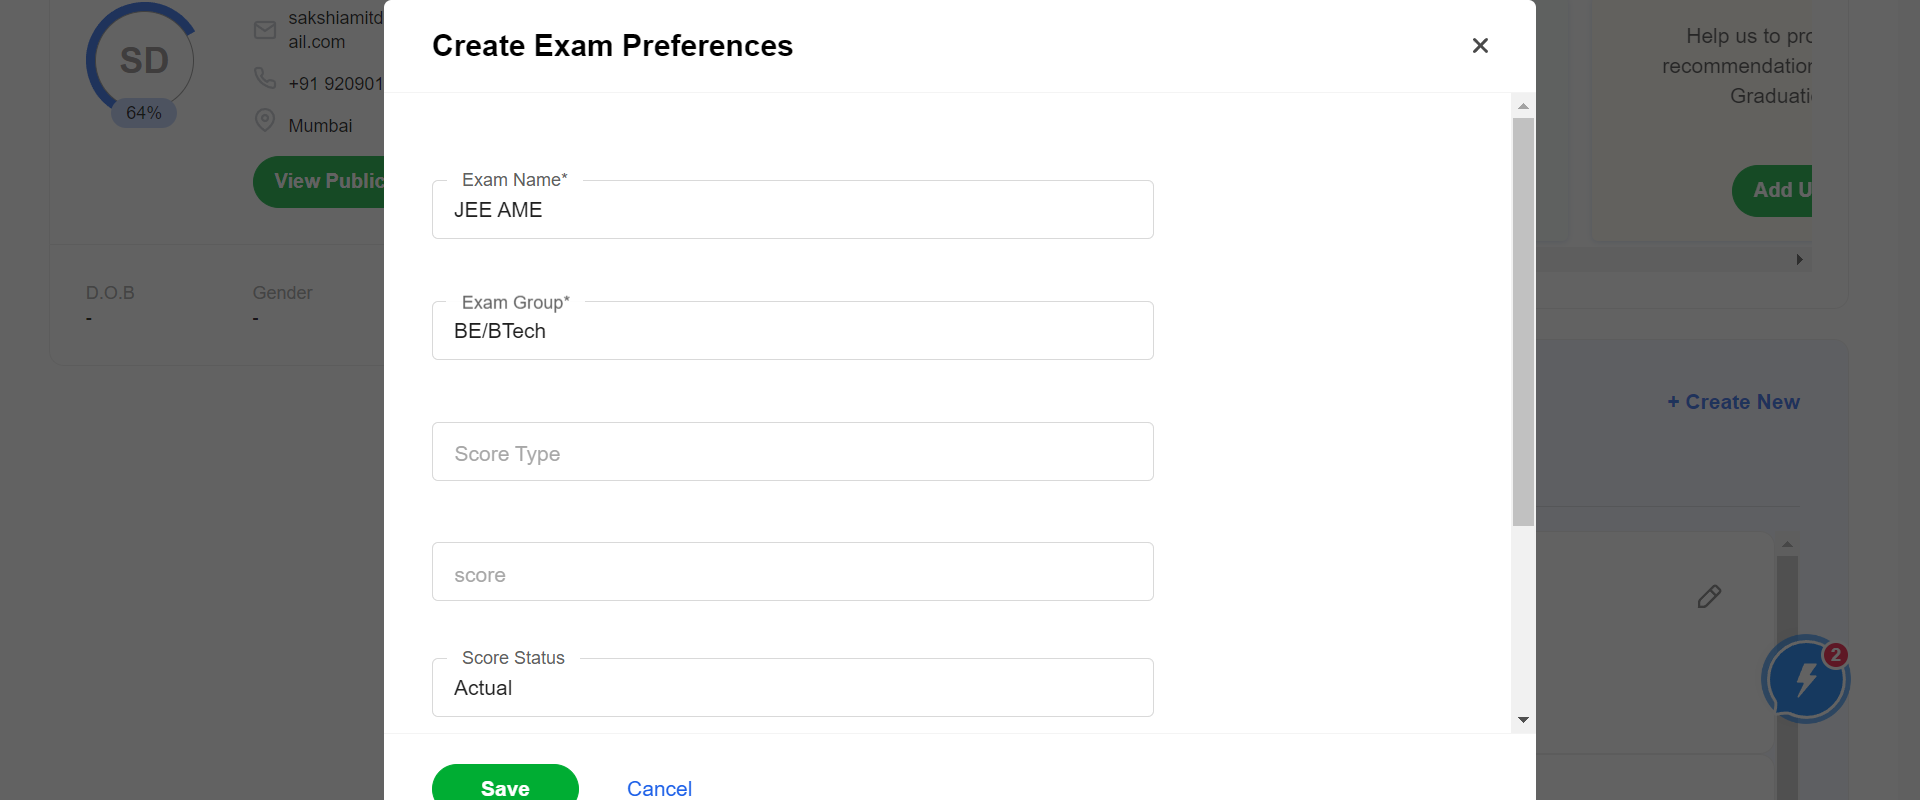 SD
64%
sakshiamitd
ail.com
+91 920901
Mumbai
View Public
D.O.B
-
Gender
-
Create Exam Preferences
Exam Name*
JEE AME
Exam Group*
BE/BTech
Score Type
score
Score Status
Actual
Save
Cancel
Help us to pro
recommendation
Graduati
Add U
+ Create New
2